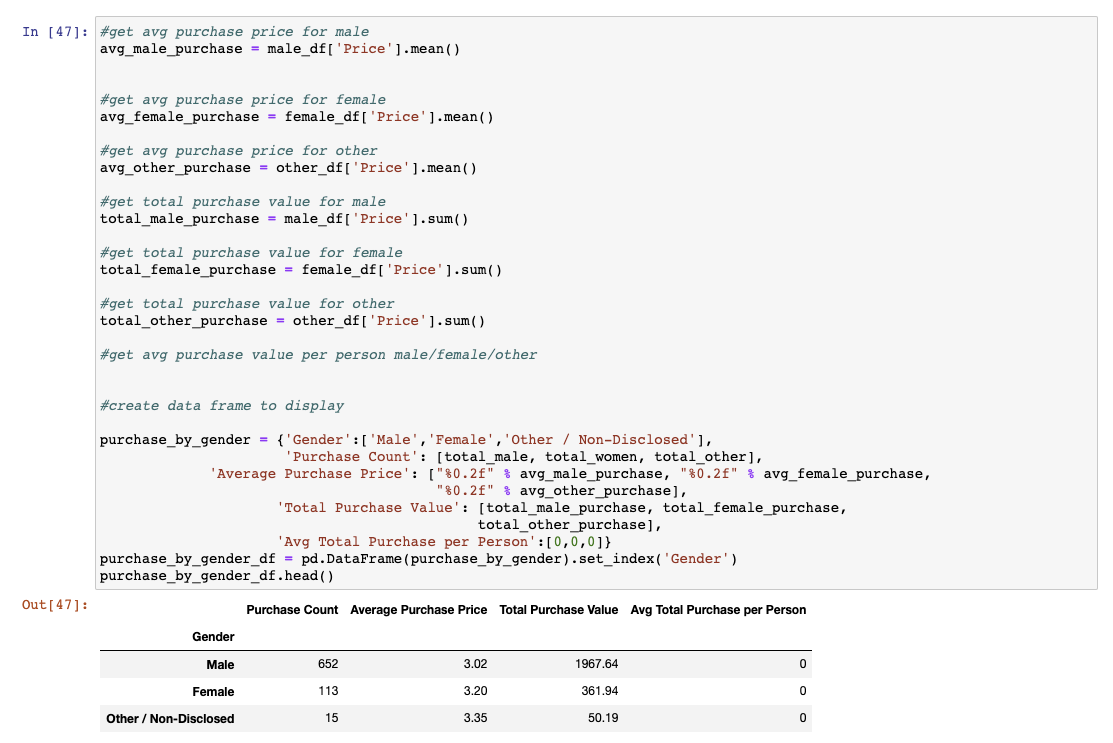 In [47]: #get avg purchase price for male
avg_male_purchase = male_df['Price'].mean()
#get avg purchase price for female
avg_female_purchase = female_df['Price'].mean()
#get avg purchase price for other
avg_other_purchase = other_df['Price'].mean()
#get total purchase value for male
total_male_purchase = male_df['Price'].sum()
#get total purchase value for female
total_female_purchase = female_df['Price'].sum()
#get total purchase value for other
total_other_purchase = other_df['Price'].sum()
#get avg purchase value per person male/female/other
#create data frame to display
purchase_by_gender = {'Gender':['Male','Female','Other / Non-Disclosed'],
'Purchase Count': [total_male, total_women, total_other],
'Average Purchase Price': ["%0.2f" % avg_male_purchase, "%0.2f" % avg_female_purchase,
"%0.2f" % avg_other_purchase],
'Total Purchase Value': [total_male_purchase, total_female_purchase,
total_other_purchase],
'Avg Total Purchase per Person':[0,0,0]}
purchase_by_gender_df = pd.DataFrame(purchase_by_gender).set_index('Gender')
purchase_by_gender_df.head()
Out[47]: Purchase Count Average Purchase Price Total Purchase Value Avg Total Purchase per Person
Gender
Male 652 3.02 1967.64 0
Female 113 3.20 361.94 0
Other / Non-Disclosed 15 3.35 50.19 0